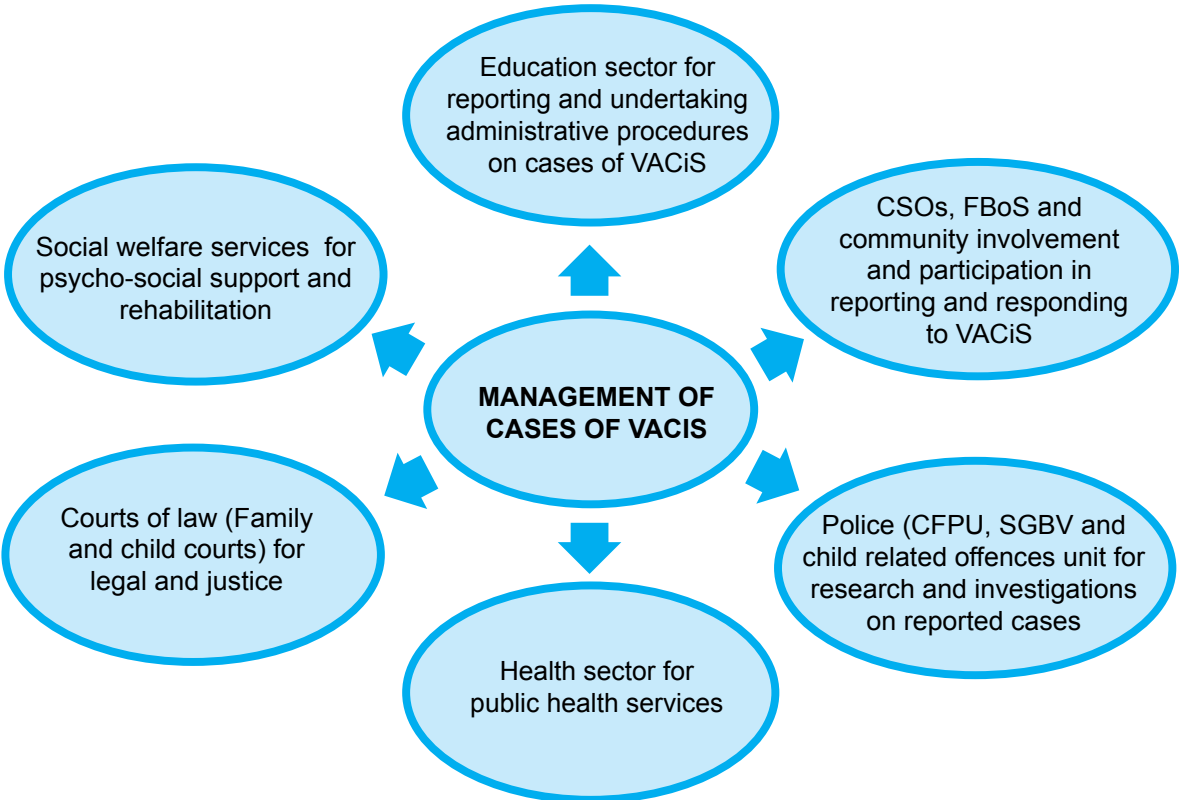 Education sector for
reporting and undertaking
administrative procedures
on cases of VACiS
CSOs, FBoS and
community involvement
and participation in
reporting and responding
to VACiS
Social welfare services for
psycho-social support and
rehabilitation
MANAGEMENT OF
CASES OF VACIS
Courts of law (Family
and child courts) for
legal and justice
Police (CFPU, SGBV and
child related offences unit for
research and investigations
on reported cases
Health sector for
public health services